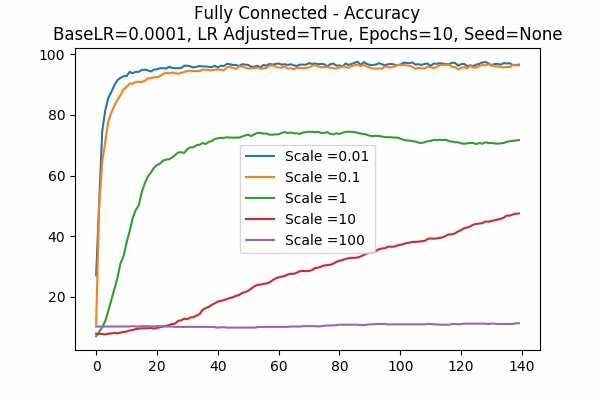 Fully Connected - Accuracy
BaseLR=0.0001, LR Adjusted=True, Epochs=10, Seed=None
100
80
60
40
20
Scale =0.01
Scale =0.1
Scale =1
Scale =10
Scale =100
0 20 40 60 80 100 120 140